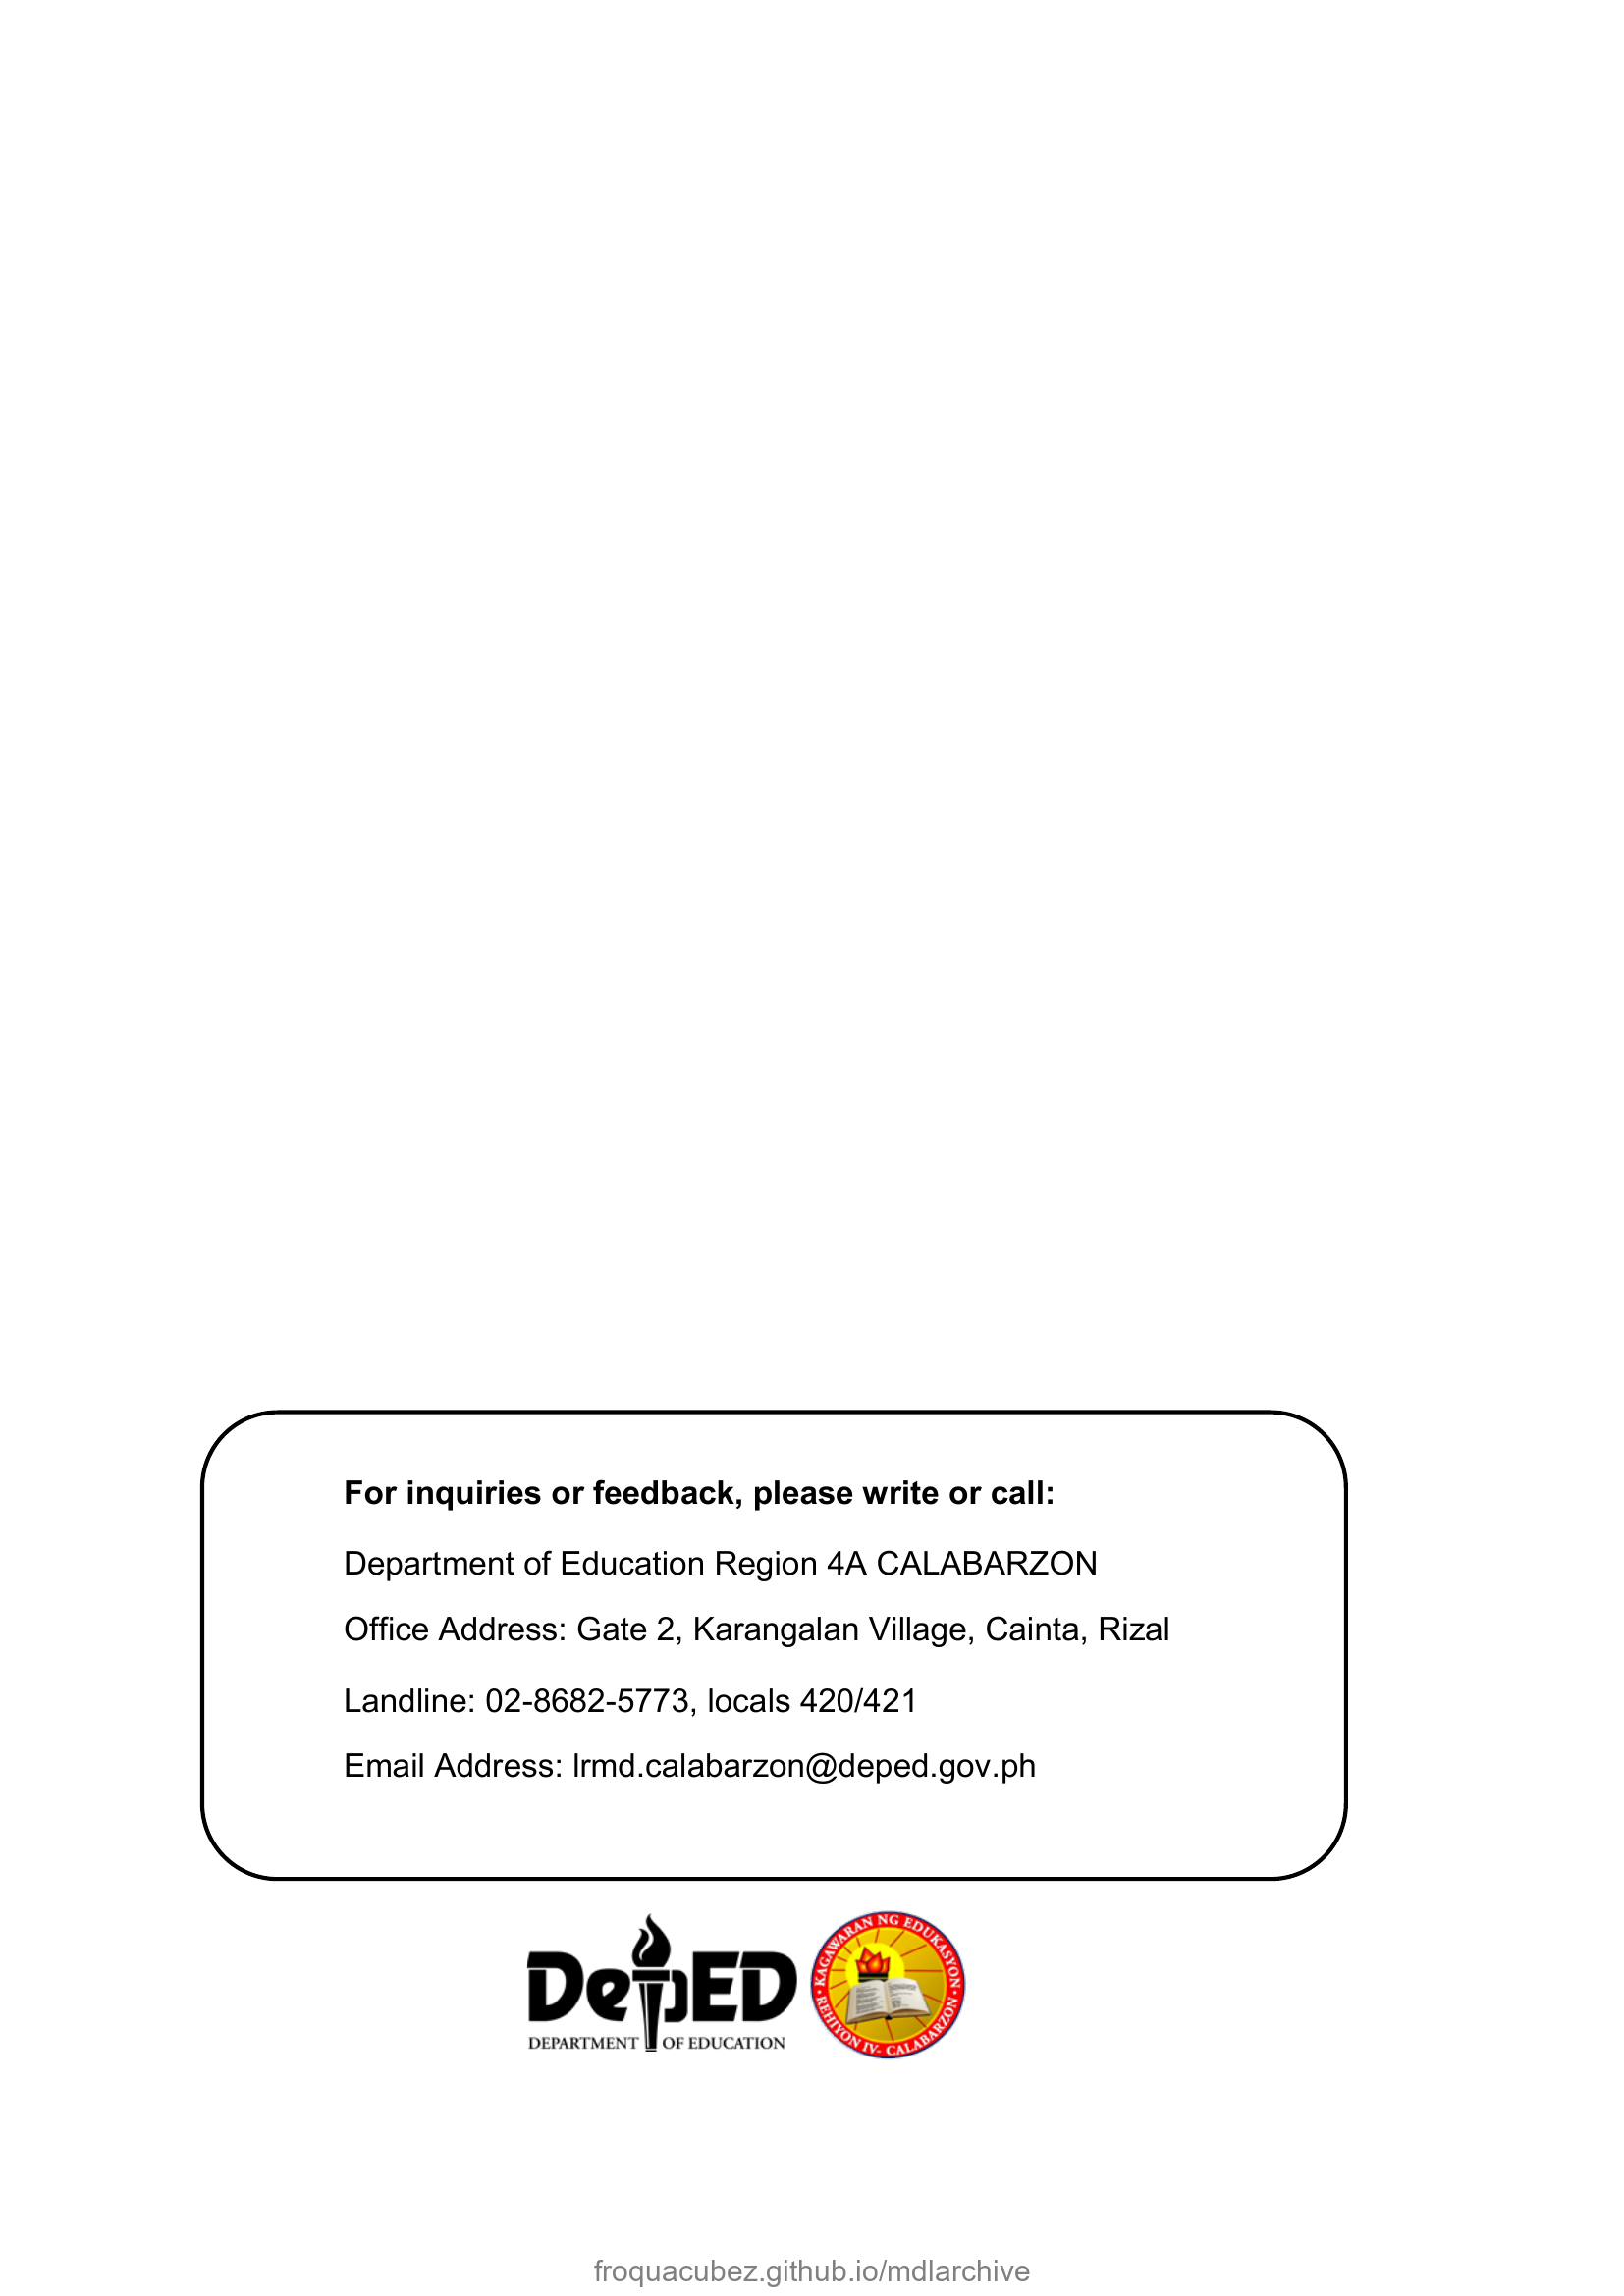 For inquiries or feedback, please write or call:
Department of Education Region 4A CALABARZON
Office Address: Gate 2, Karangalan Village, Cainta, Rizal
Landline: 02-8682-5773, locals 420/421
Email Address: lrmd.calabarzon@deped.gov.ph
DepED
DEPARTMENT OF EDUCATION
KAGAWARAN NG EDUKASYON
REHIYON IV- CALABARZON
froquacubez.github.io/mdlarchive